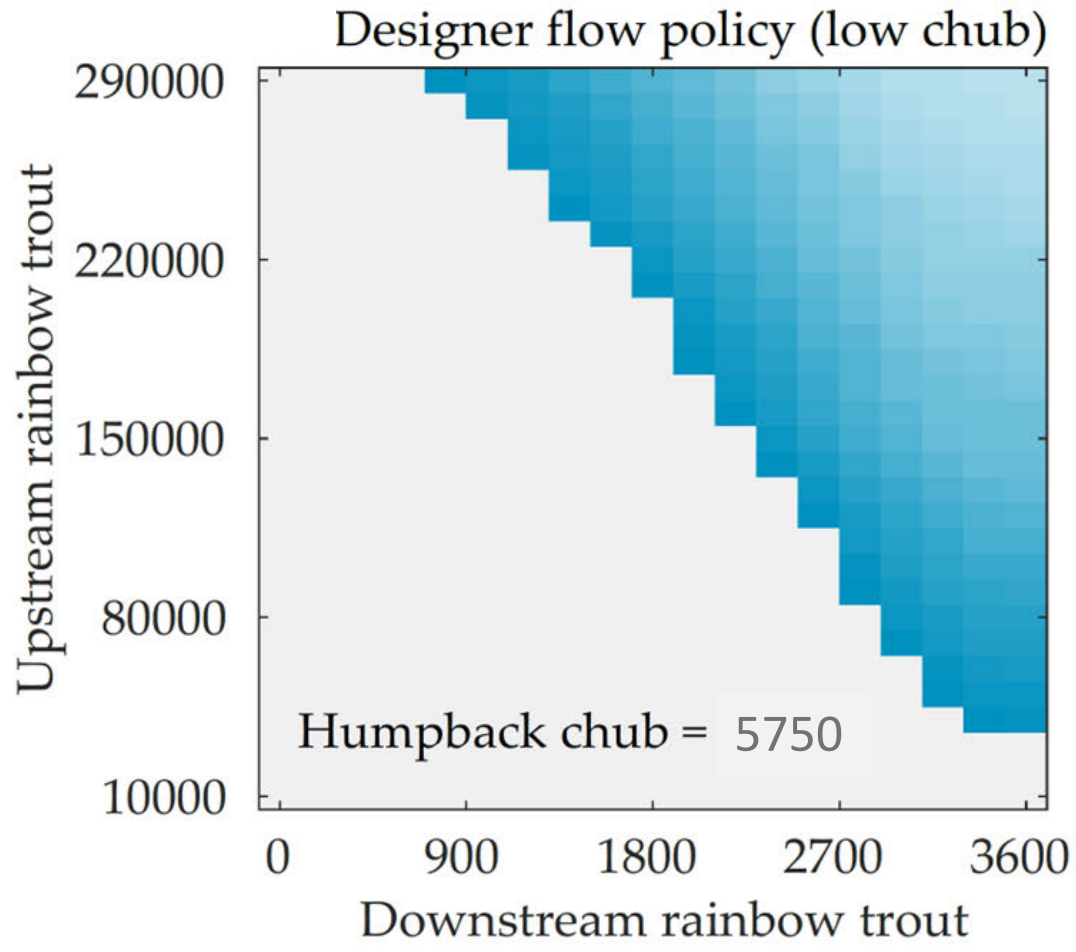 Designer flow policy (low chub)
290000
220000
150000
80000
10000
Upstream rainbow trout
Humpback chub = 5750
0 900 1800 2700 3600
Downstream rainbow trout